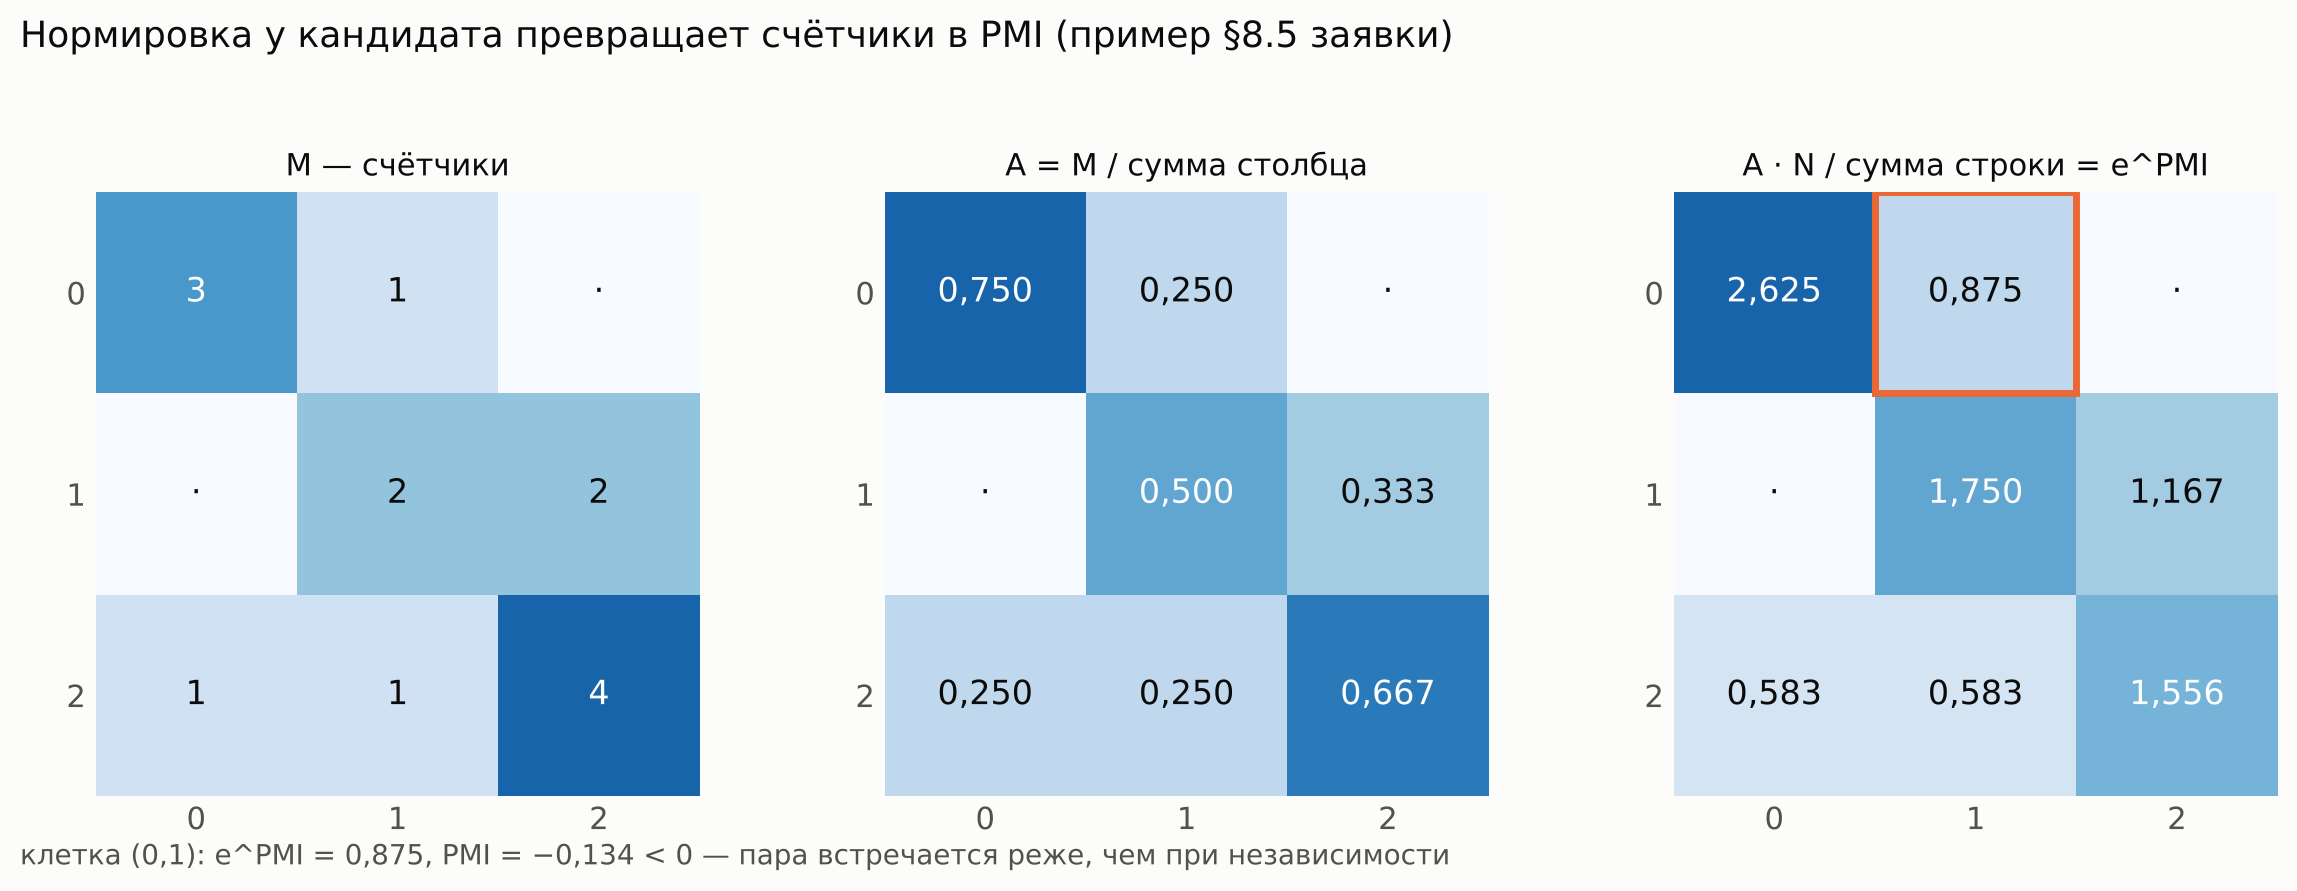 Нормировка у кандидата превращает счётчики в PMI (пример §8.5 заявки)
M — счётчики
0 3 1 ·
1 · 2 2
2 1 1 4
0 1 2
A = M / сумма столбца
0 0,750 0,250 ·
1 · 0,500 0,333
2 0,250 0,250 0,667
0 1 2
A · N / сумма строки = e^PMI
0 2,625 0,875 ·
1 · 1,750 1,167
2 0,583 0,583 1,556
0 1 2
клетка (0,1): e^PMI = 0,875, PMI = −0,134 < 0 — пара встречается реже, чем при независимости